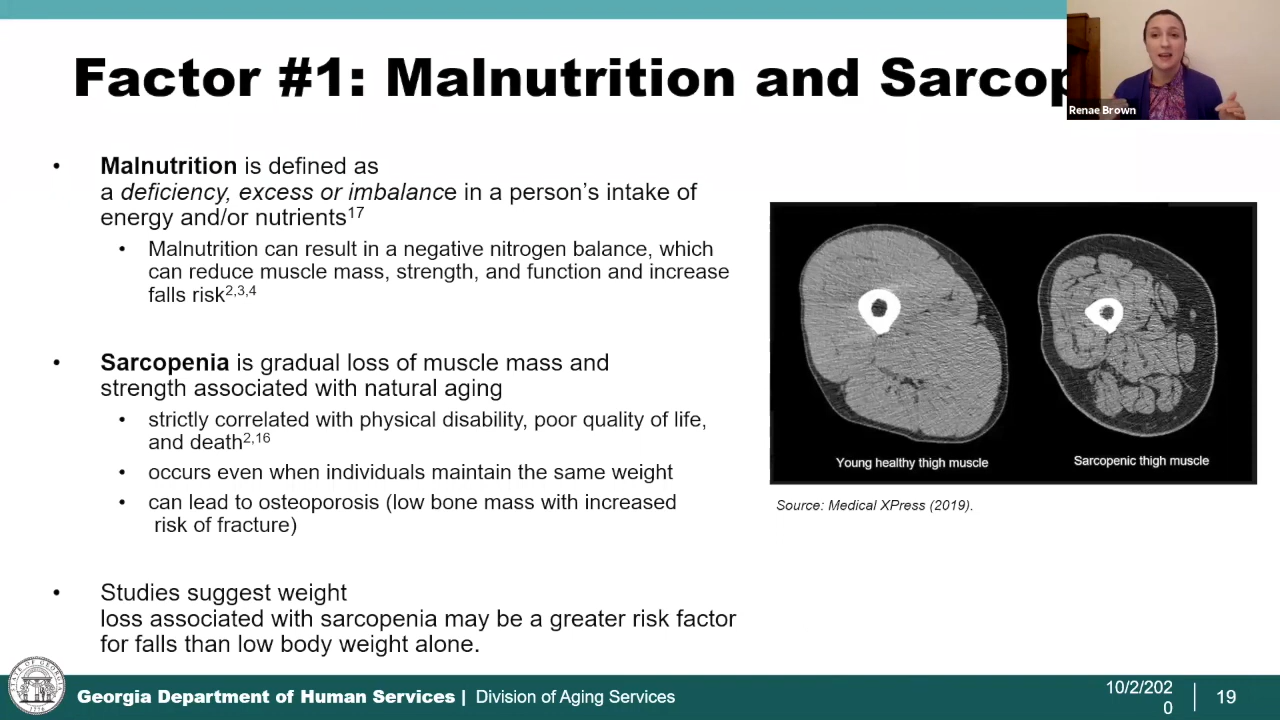 Factor #1: Malnutrition and Sarcop
Renae Brown
• Malnutrition is defined as
a deficiency, excess or imbalance in a person’s intake of
energy and/or nutrients17
• Malnutrition can result in a negative nitrogen balance, which
can reduce muscle mass, strength, and function and increase
falls risk2,3,4
• Sarcopenia is gradual loss of muscle mass and
strength associated with natural aging
• strictly correlated with physical disability, poor quality of life,
and death2,16
• occurs even when individuals maintain the same weight
• can lead to osteoporosis (low bone mass with increased
risk of fracture)
• Studies suggest weight
loss associated with sarcopenia may be a greater risk factor
for falls than low body weight alone.
Young healthy thigh muscle
Sarcopenic thigh muscle
Source: Medical XPress (2019).
STATE OF GEORGIA
1776
Georgia Department of Human Services | Division of Aging Services
10/2/202
0
19